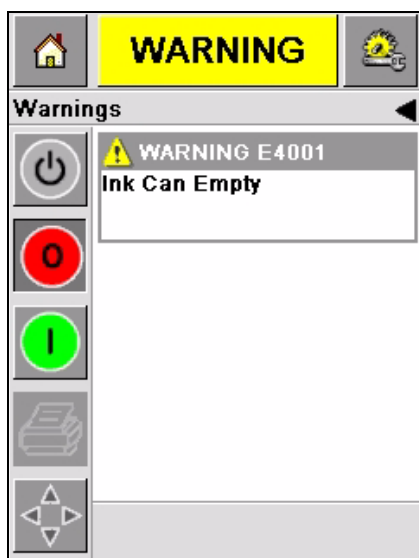 WARNING
Warnings
WARNING E4001
Ink Can Empty
O
I